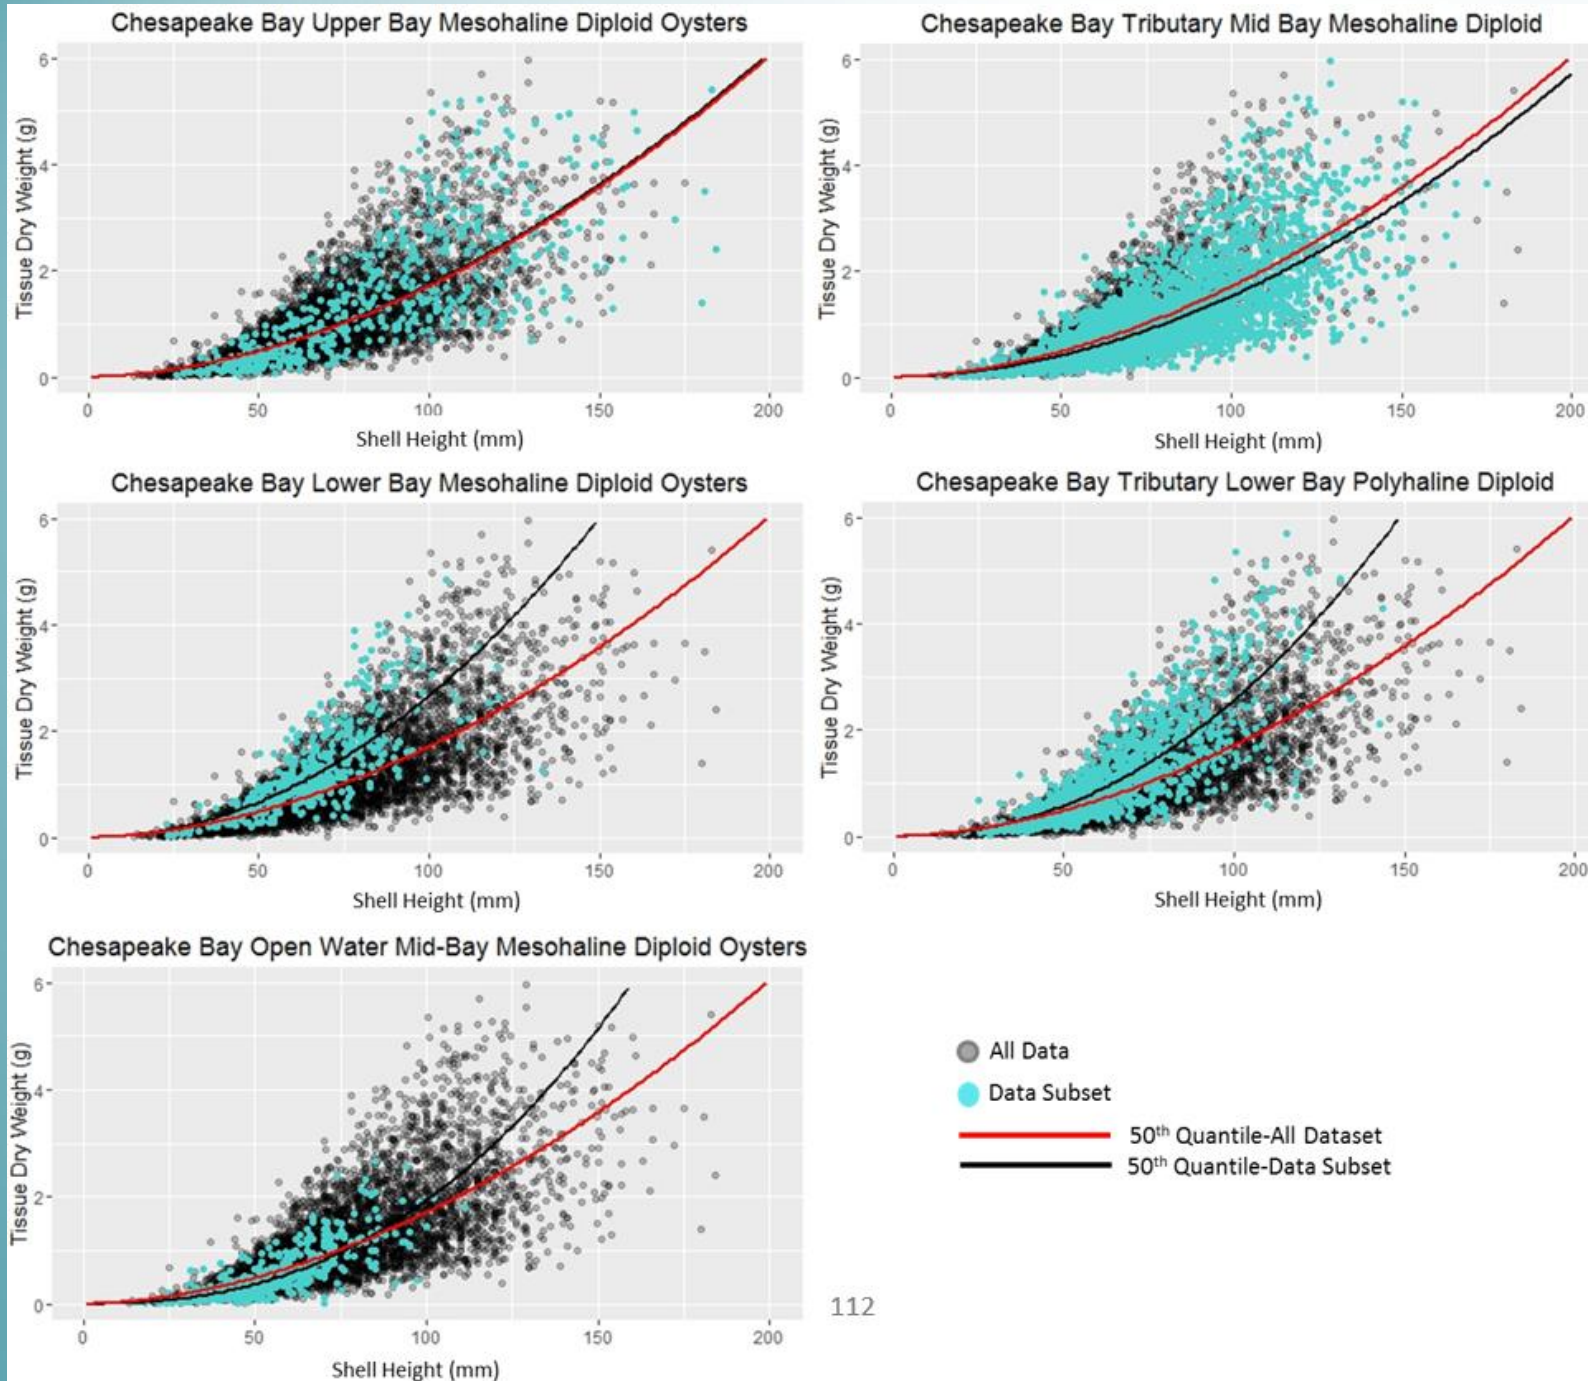 Chesapeake Bay Upper Bay Mesohaline Diploid Oysters
Tissue Dry Weight (g)
6
4
2
0
0 50 100 150 200
Shell Height (mm)
Chesapeake Bay Tributary Mid Bay Mesohaline Diploid
Tissue Dry Weight (g)
6
4
2
0
0 50 100 150 200
Shell Height (mm)
Chesapeake Bay Lower Bay Mesohaline Diploid Oysters
Tissue Dry Weight (g)
6
4
2
0
0 50 100 150 200
Shell Height (mm)
Chesapeake Bay Tributary Lower Bay Polyhaline Diploid
Tissue Dry Weight (g)
6
4
2
0
0 50 100 150 200
Shell Height (mm)
Chesapeake Bay Open Water Mid-Bay Mesohaline Diploid Oysters
Tissue Dry Weight (g)
6
4
2
0
0 50 100 150 200
Shell Height (mm)
All Data
Data Subset
50th Quantile-All Dataset
50th Quantile-Data Subset
112